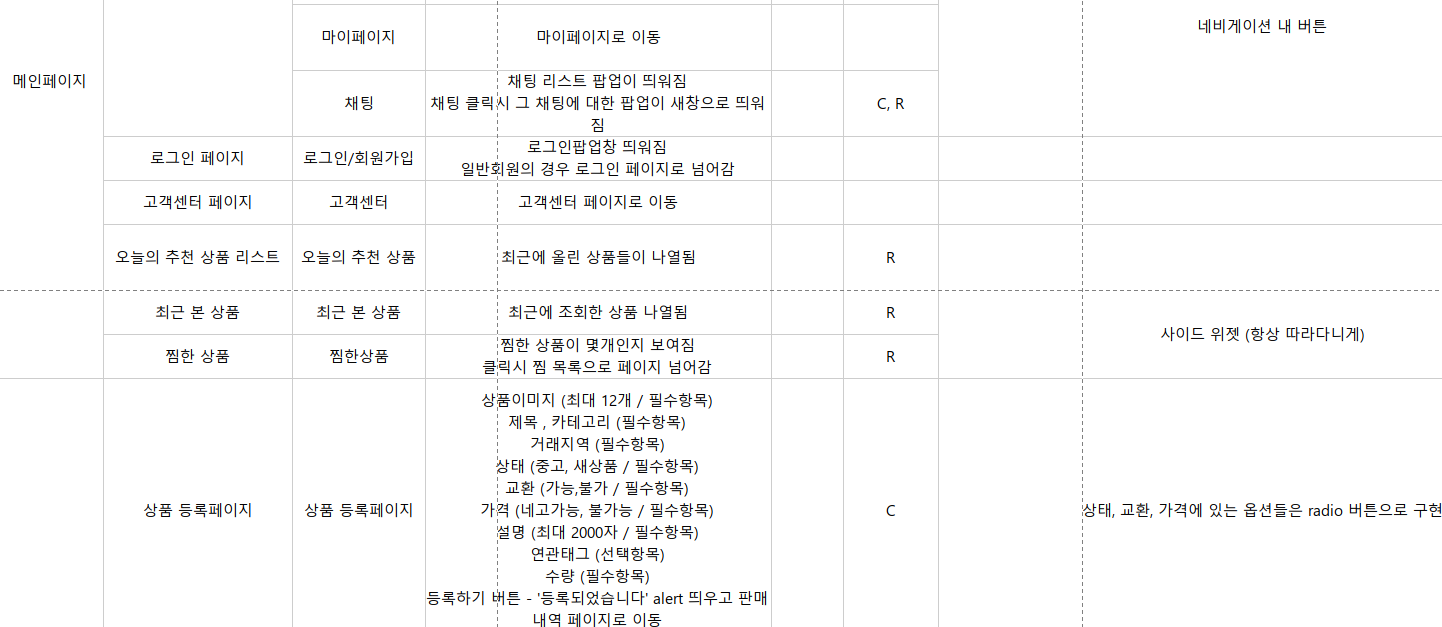 네비게이션 내 버튼
마이페이지
마이페이지로 이동
메인페이지
채팅
채팅 리스트 팝업이 띄워짐
채팅 클릭시 그 채팅에 대한 팝업이 새창으로 띄워
짐
C, R
로그인 페이지
로그인/회원가입
로그인팝업창 띄워짐
일반회원의 경우 로그인 페이지로 넘어감
고객센터 페이지
고객센터
고객센터 페이지로 이동
오늘의 추천 상품 리스트
오늘의 추천 상품
최근에 올린 상품들이 나열됨
R
최근 본 상품
최근 본 상품
최근에 조회한 상품 나열됨
R
사이드 위젯 (항상 따라다니게)
찜한 상품
찜한상품
찜한 상품이 몇개인지 보여짐
클릭시 찜 목록으로 페이지 넘어감
R
상품 등록페이지
상품 등록페이지
상품이미지 (최대 12개 / 필수항목)
제목 , 카테고리 (필수항목)
거래지역 (필수항목)
상태 (중고, 새상품 / 필수항목)
교환 (가능,불가 / 필수항목)
가격 (네고가능, 불가능 / 필수항목)
설명 (최대 2000자 / 필수항목)
연관태그 (선택항목)
수량 (필수항목)
등록하기 버튼 - '등록되었습니다' alert 띄우고 판매
내역 페이지로 이동
C
상태, 교환, 가격에 있는 옵션들은 radio 버튼으로 구현